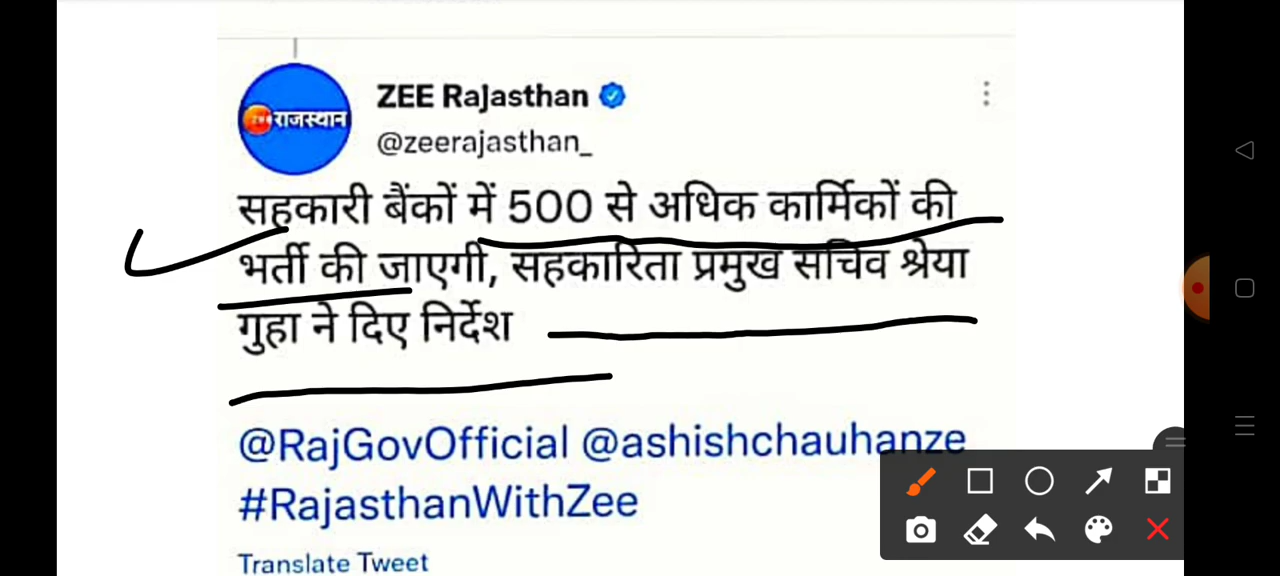 ZEE Rajasthan
ZEE राजस्थान
@zeerajasthan_
सहकारी बैंकों में 500 से अधिक कार्मिकों की
भर्ती की जाएगी, सहकारिता प्रमुख सचिव श्रेया
गुहा ने दिए निर्देश
@RajGovOfficial @ashishchauhanze
#RajasthanWithZee
Translate Tweet